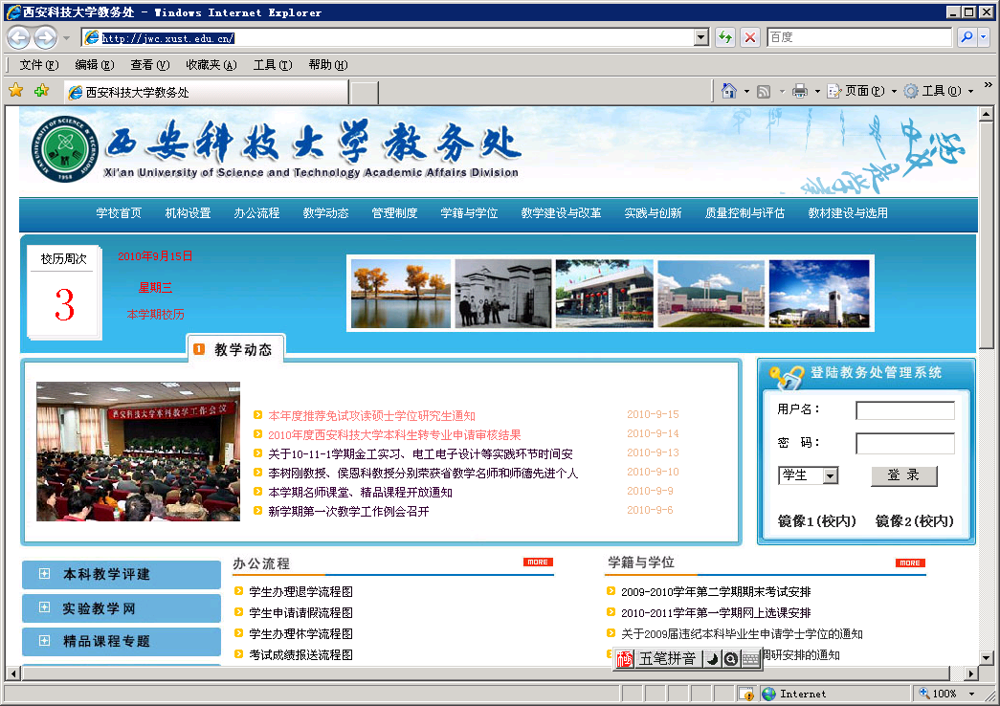 西安科技大学教务处 - Windows Internet Explorer
http://jwc.xust.edu.cn/
百度
文件(F) 编辑(E) 查看(V) 收藏夹(A) 工具(T) 帮助(H)
西安科技大学教务处
页面(P) 工具(O) »
西安科技大学教务处
Xi'an University of Science and Technology Academic Affairs Division
学校首页 机构设置 办公流程 教学动态 管理制度 学籍与学位 教学建设与改革 实践与创新 质量控制与评估 教材建设与选用
校历周次
3
2010年9月15日
星期三
本学期校历
1 教学动态
西安科技大学本科教学工作会议
本年度推荐免试攻读硕士学位研究生通知 2010-9-15
2010年度西安科技大学本科生转专业申请审核结果 2010-9-14
关于10-11-1学期金工实习、电工电子设计等实践环节时间安 2010-9-13
李树刚教授、侯恩科教授分别荣获省教学名师和师德先进个人 2010-9-10
本学期名师课堂、精品课程开放通知 2010-9-9
新学期第一次教学工作例会召开 2010-9-6
登陆教务处管理系统
用户名：
密 码：
学生 登 录
镜像1(校内) 镜像2(校内)
本科教学评建
实验教学网
精品课程专题
办公流程 MORE
学生办理退学流程图
学生申请请假流程图
学生办理休学流程图
考试成绩报送流程图
学籍与学位 MORE
2009-2010学年第二学期期末考试安排
2010-2011学年第一学期网上选课安排
关于2009届违纪本科毕业生申请学士学位的通知
调研安排的通知
五笔拼音
Internet 100%